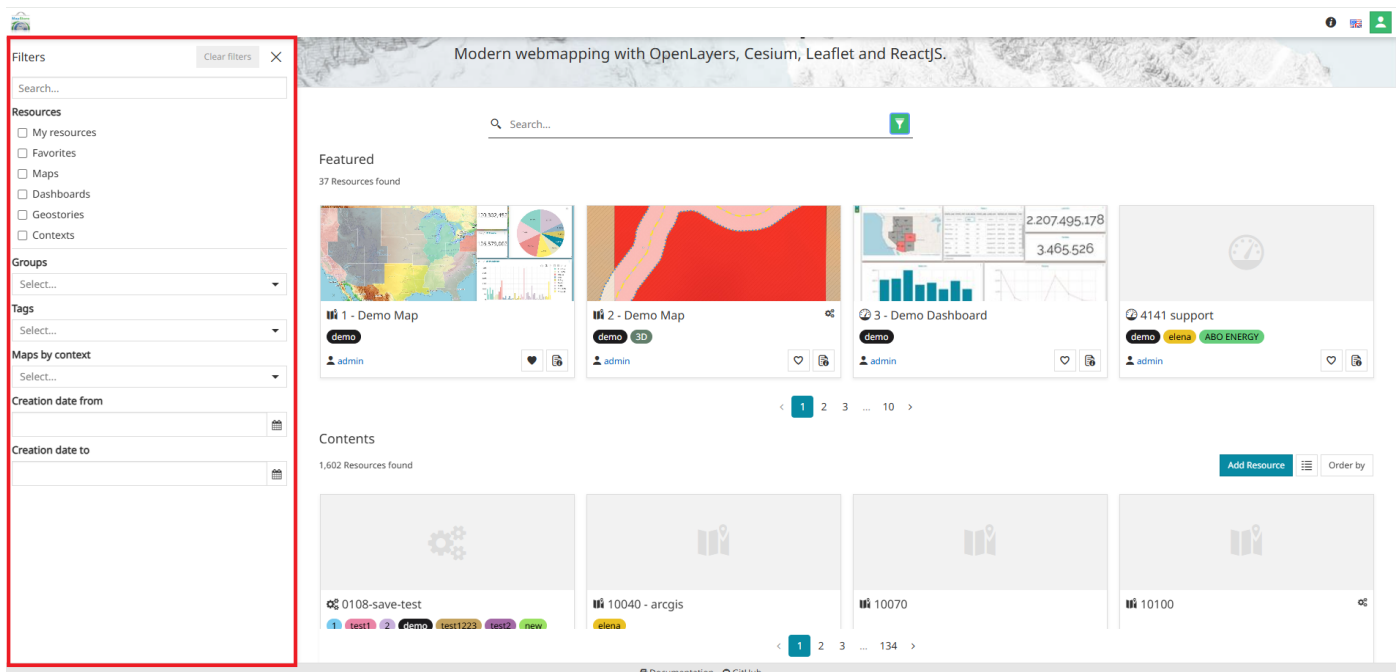 Modern webmapping with OpenLayers, Cesium, Leaflet and ReactJS.
Filters
Clear filters
Search...
Resources
My resources
Favorites
Maps
Dashboards
Geostories
Contexts
Groups
Select...
Tags
Select...
Maps by context
Select...
Creation date from
Creation date to
Search...
Featured
37 Resources found
2.207.495.178
3.465.526
1 - Demo Map
demo
admin
2 - Demo Map
demo 3D
admin
3 - Demo Dashboard
demo
admin
4141 support
demo elena ABO ENERGY
admin
‹ 1 2 3 ... 10 ›
Contents
1,602 Resources found
Add Resource
Order by
0108-save-test
1 test1 2 demo test1223 test2 new
10040 - arcgis
elena
10070
10100
‹ 1 2 3 ... 134 ›
Documentation GitHub